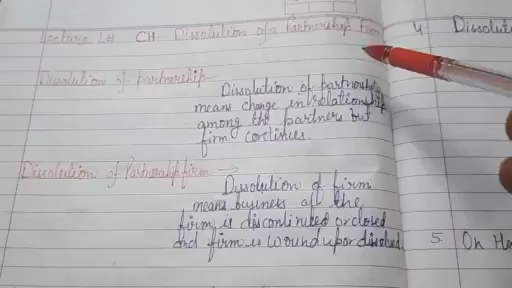 Lecture 14 CH- Dissolution of a Partnership Firm
Dissolution of partnership-
Dissolution of partnership
means change in relationship
among the partners but
firm continues.
Dissolution of Partnership firm →
Dissolution of firm
means business of the
firm is discontinued or closed
and firm is wound up or dissolved.
4 Dissoluti
5. On He